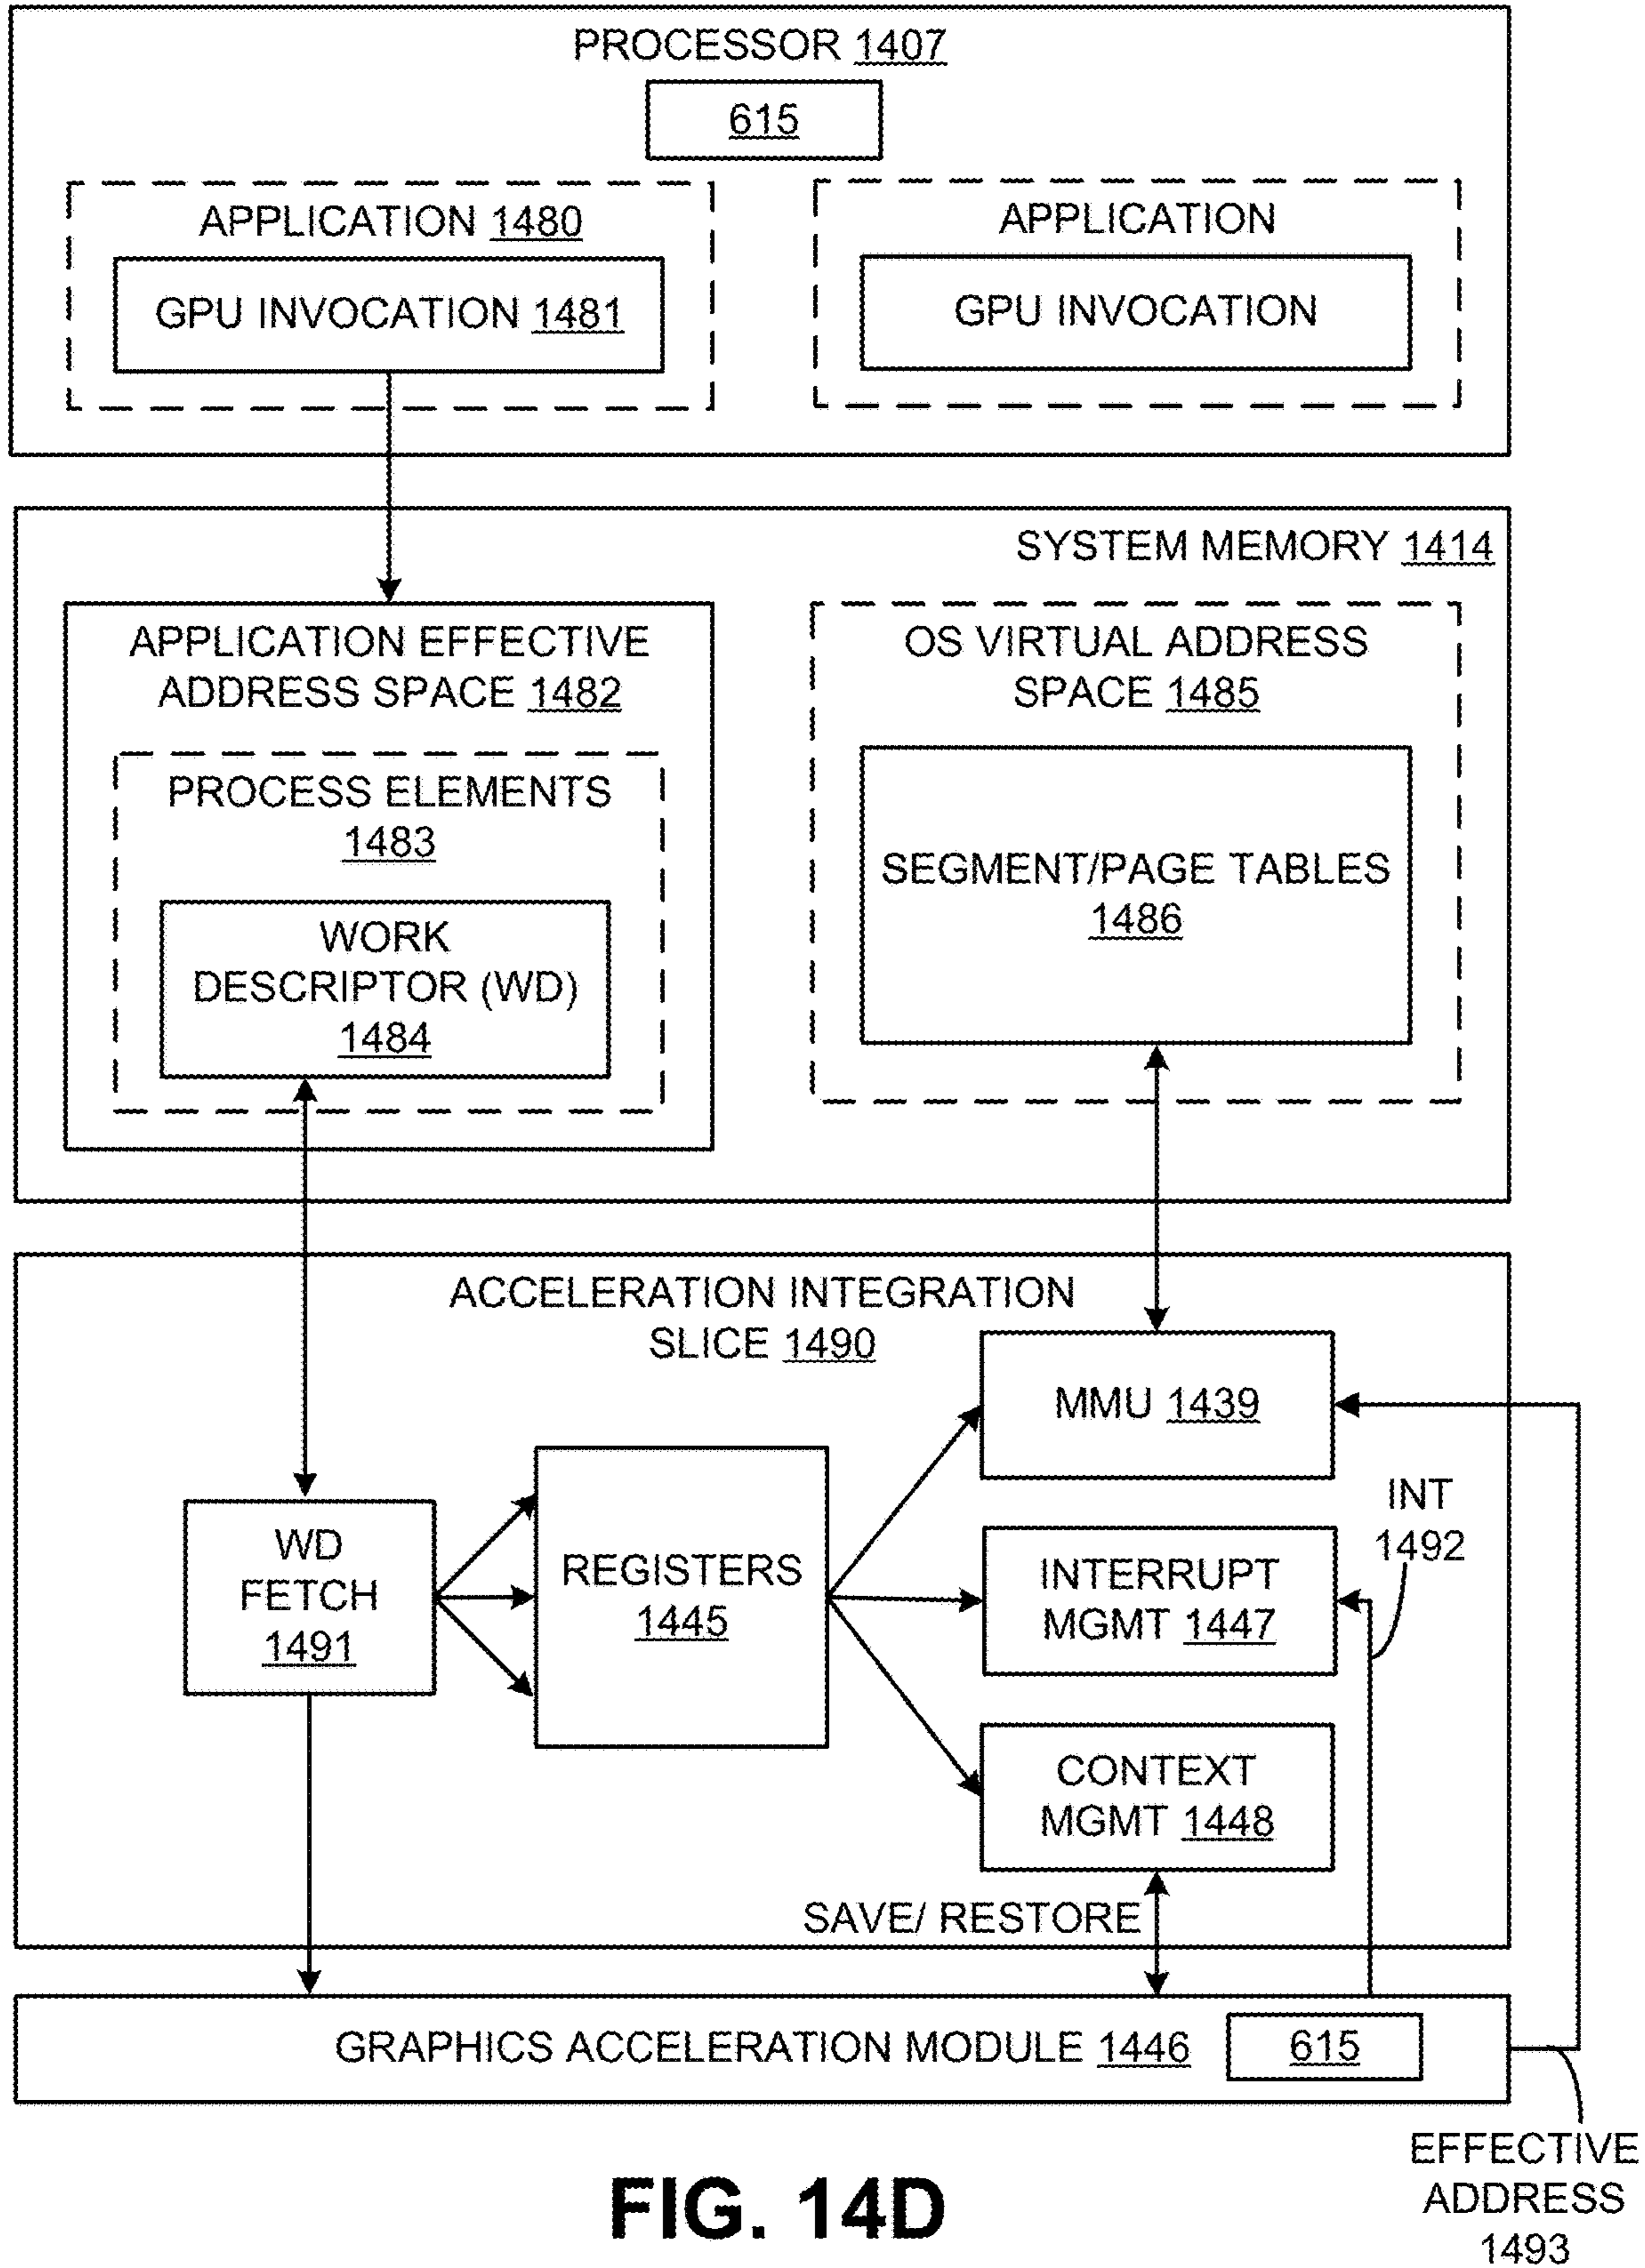 PROCESSOR 1407
615
APPLICATION 1480
GPU INVOCATION 1481
APPLICATION
GPU INVOCATION
SYSTEM MEMORY 1414
APPLICATION EFFECTIVE
ADDRESS SPACE 1482
PROCESS ELEMENTS
1483
WORK
DESCRIPTOR (WD)
1484
OS VIRTUAL ADDRESS
SPACE 1485
SEGMENT/PAGE TABLES
1486
ACCELERATION INTEGRATION
SLICE 1490
MMU 1439
WD
FETCH
1491
REGISTERS
1445
INTERRUPT
MGMT 1447
INT
1492
CONTEXT
MGMT 1448
SAVE/ RESTORE
GRAPHICS ACCELERATION MODULE 1446
615
EFFECTIVE
ADDRESS
1493
FIG. 14D